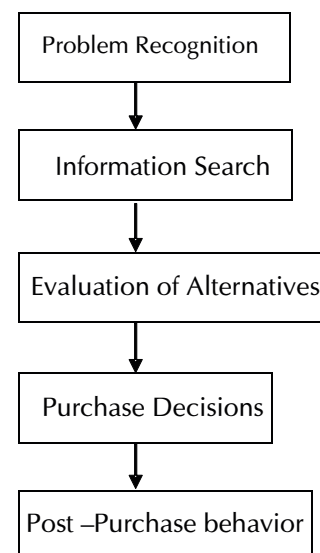 Problem Recognition
Information Search
Evaluation of Alternatives
Purchase Decisions
Post –Purchase behavior